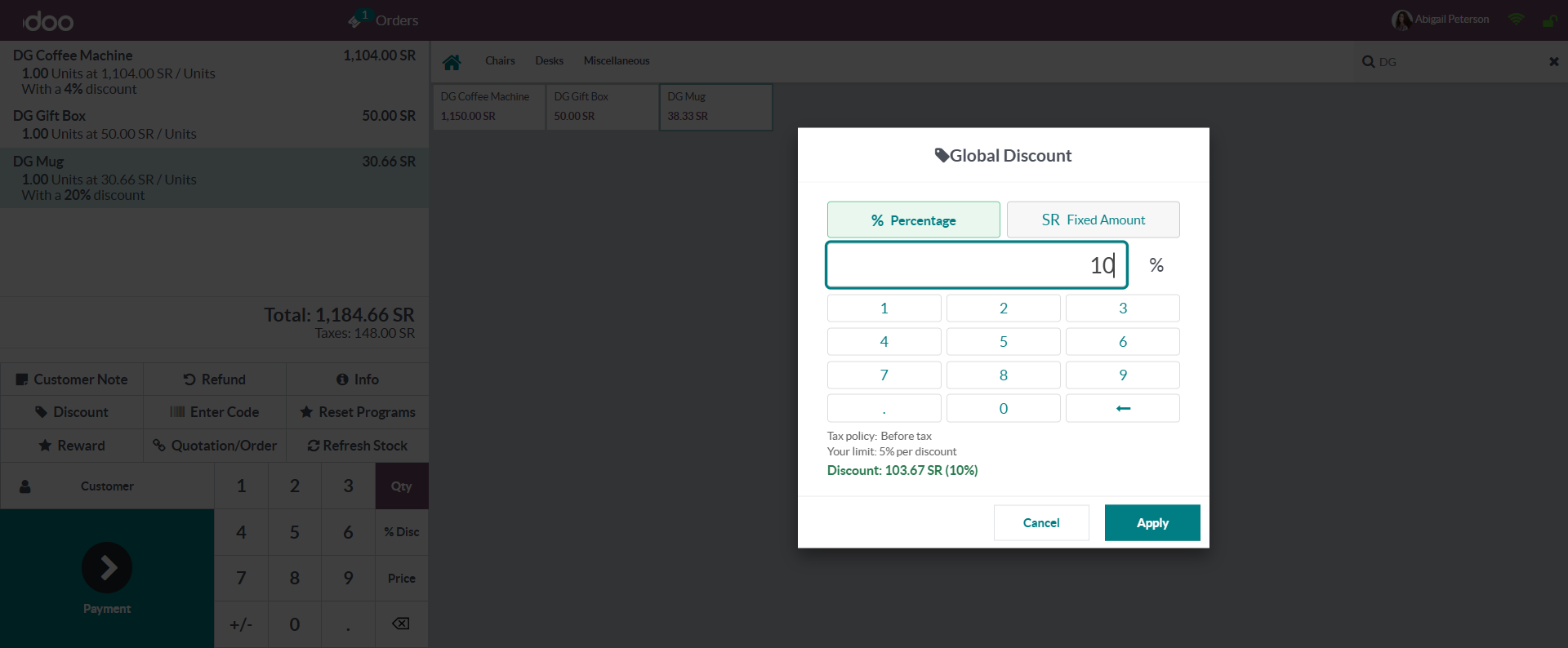 odoo
1 Orders
Abigail Peterson
DG Coffee Machine 1,104.00 SR
1.00 Units at 1,104.00 SR / Units
With a 4% discount
DG Gift Box 50.00 SR
1.00 Units at 50.00 SR / Units
DG Mug 30.66 SR
1.00 Units at 30.66 SR / Units
With a 20% discount
Total: 1,184.66 SR
Taxes: 148.00 SR
Customer Note Refund Info
Discount Enter Code Reset Programs
Reward Quotation/Order Refresh Stock
Customer 1 2 3 Qty
4 5 6 % Disc
7 8 9 Price
Payment
+/- 0 .
Chairs Desks Miscellaneous
DG
DG Coffee Machine
1,150.00 SR
DG Gift Box
50.00 SR
DG Mug
38.33 SR
Global Discount
% Percentage
SR Fixed Amount
10 %
1 2 3
4 5 6
7 8 9
. 0 ←
Tax policy: Before tax
Your limit: 5% per discount
Discount: 103.67 SR (10%)
Cancel Apply